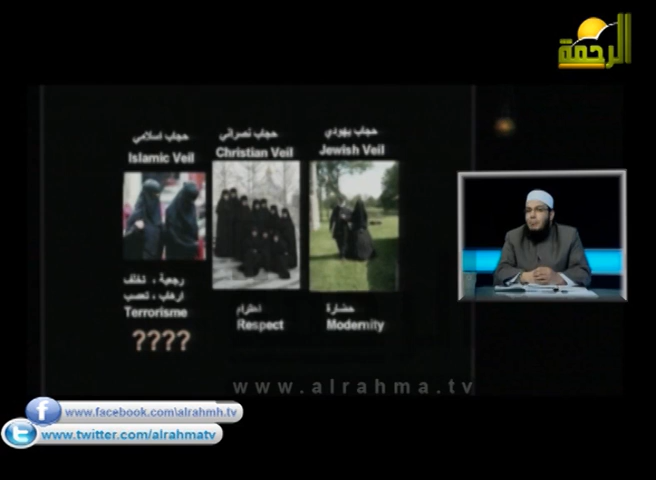 الرحمة
حجاب اسلامي
Islamic Veil
حجاب نصراني
Christian Veil
حجاب يهودي
Jewish Veil
رجعية ، تخلف
ارهاب ، تعصب
Terrorisme
????
احترام
Respect
حضارة
Modernity
www.alrahma.tv
www.facebook.com/alrahmh.tv
www.twitter.com/alrahmatv